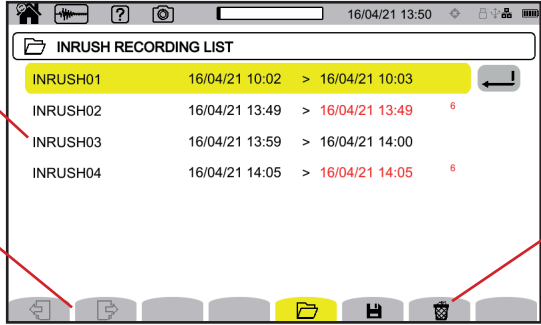 ? 16/04/21 13:50
INRUSH RECORDING LIST
INRUSH01 16/04/21 10:02 > 16/04/21 10:03
INRUSH02 16/04/21 13:49 > 16/04/21 13:49 6
INRUSH03 16/04/21 13:59 > 16/04/21 14:00
INRUSH04 16/04/21 14:05 > 16/04/21 14:05 6